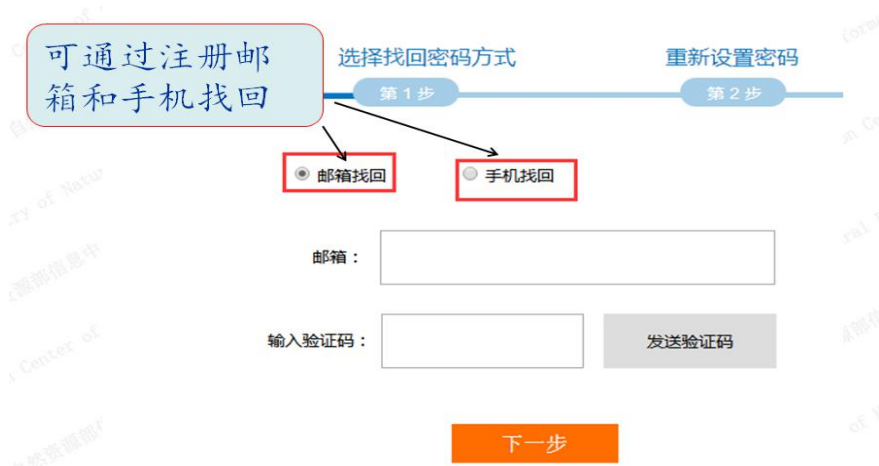 可通过注册邮
箱和手机找回
选择找回密码方式
重新设置密码
第1步
第2步
邮箱找回
手机找回
邮箱：
输入验证码：
发送验证码
下一步